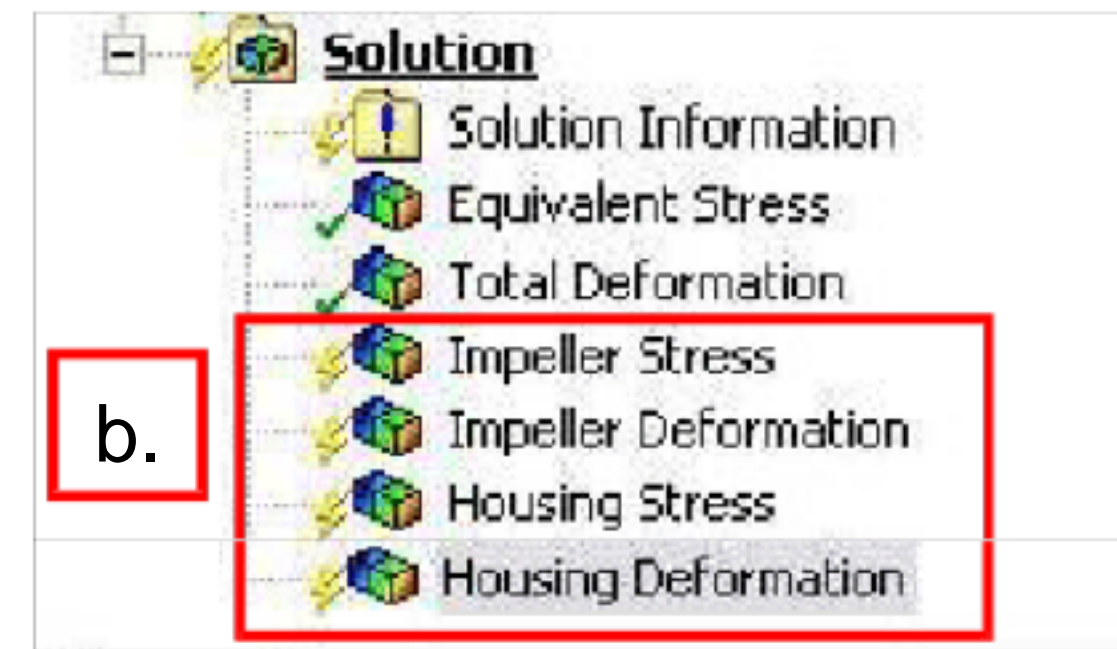 Solution
Solution Information
Equivalent Stress
Total Deformation
Impeller Stress
b.
Impeller Deformation
Housing Stress
Housing Deformation